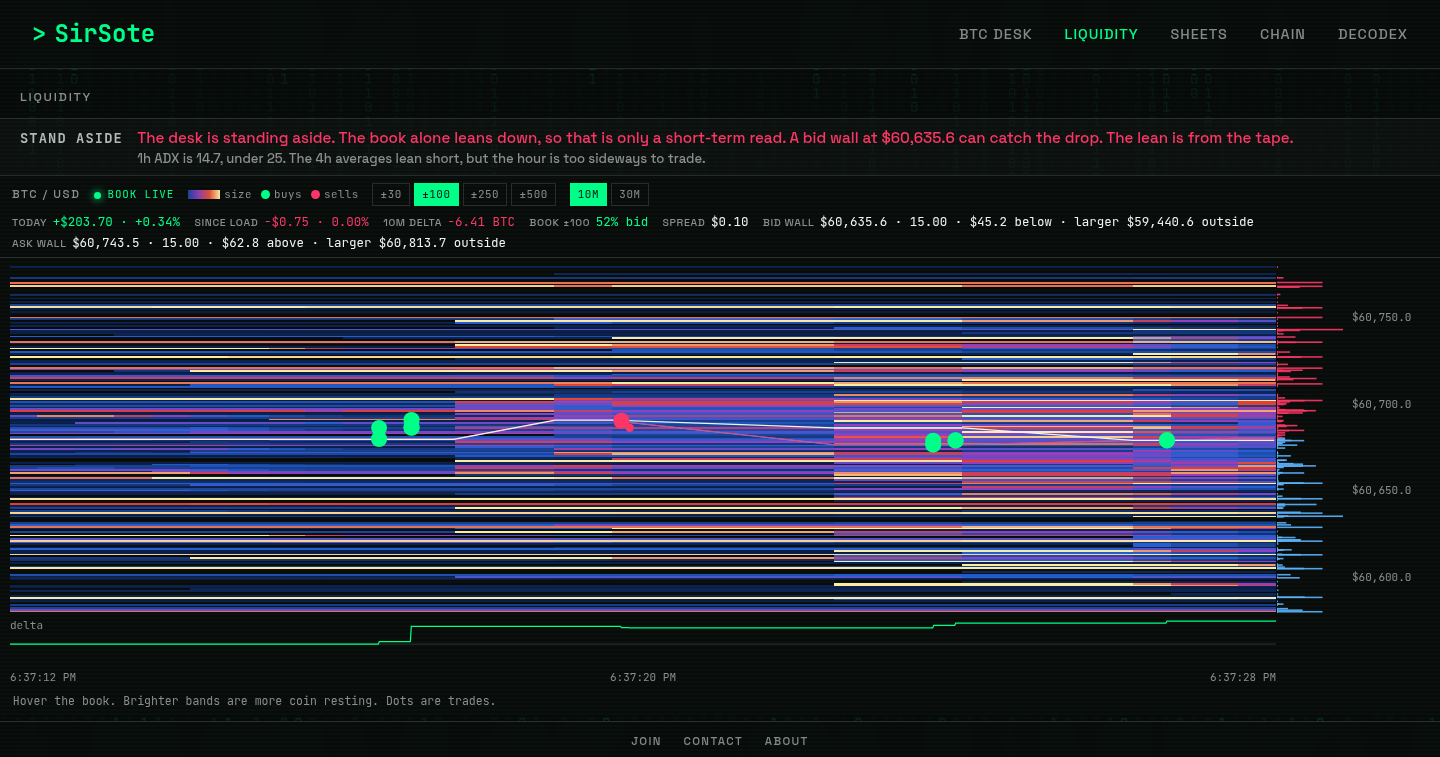 > SirSote
BTC DESK LIQUIDITY SHEETS CHAIN DECODEX
LIQUIDITY
STAND ASIDE The desk is standing aside. The book alone leans down, so that is only a short-term read. A bid wall at $60,635.6 can catch the drop. The lean is from the tape.
1h ADX is 14.7, under 25. The 4h averages lean short, but the hour is too sideways to trade.
BTC / USD BOOK LIVE size buys sells ±30 ±100 ±250 ±500 10M 30M
TODAY +$203.70 · +0.34% SINCE LOAD -$0.75 · 0.00% 10M DELTA -6.41 BTC BOOK ±100 52% bid SPREAD $0.10 BID WALL $60,635.6 · 15.00 · $45.2 below · larger $59,440.6 outside
ASK WALL $60,743.5 · 15.00 · $62.8 above · larger $60,813.7 outside
$60,750.0
$60,700.0
$60,650.0
$60,600.0
delta
6:37:12 PM 6:37:20 PM 6:37:28 PM
Hover the book. Brighter bands are more coin resting. Dots are trades.
JOIN CONTACT ABOUT